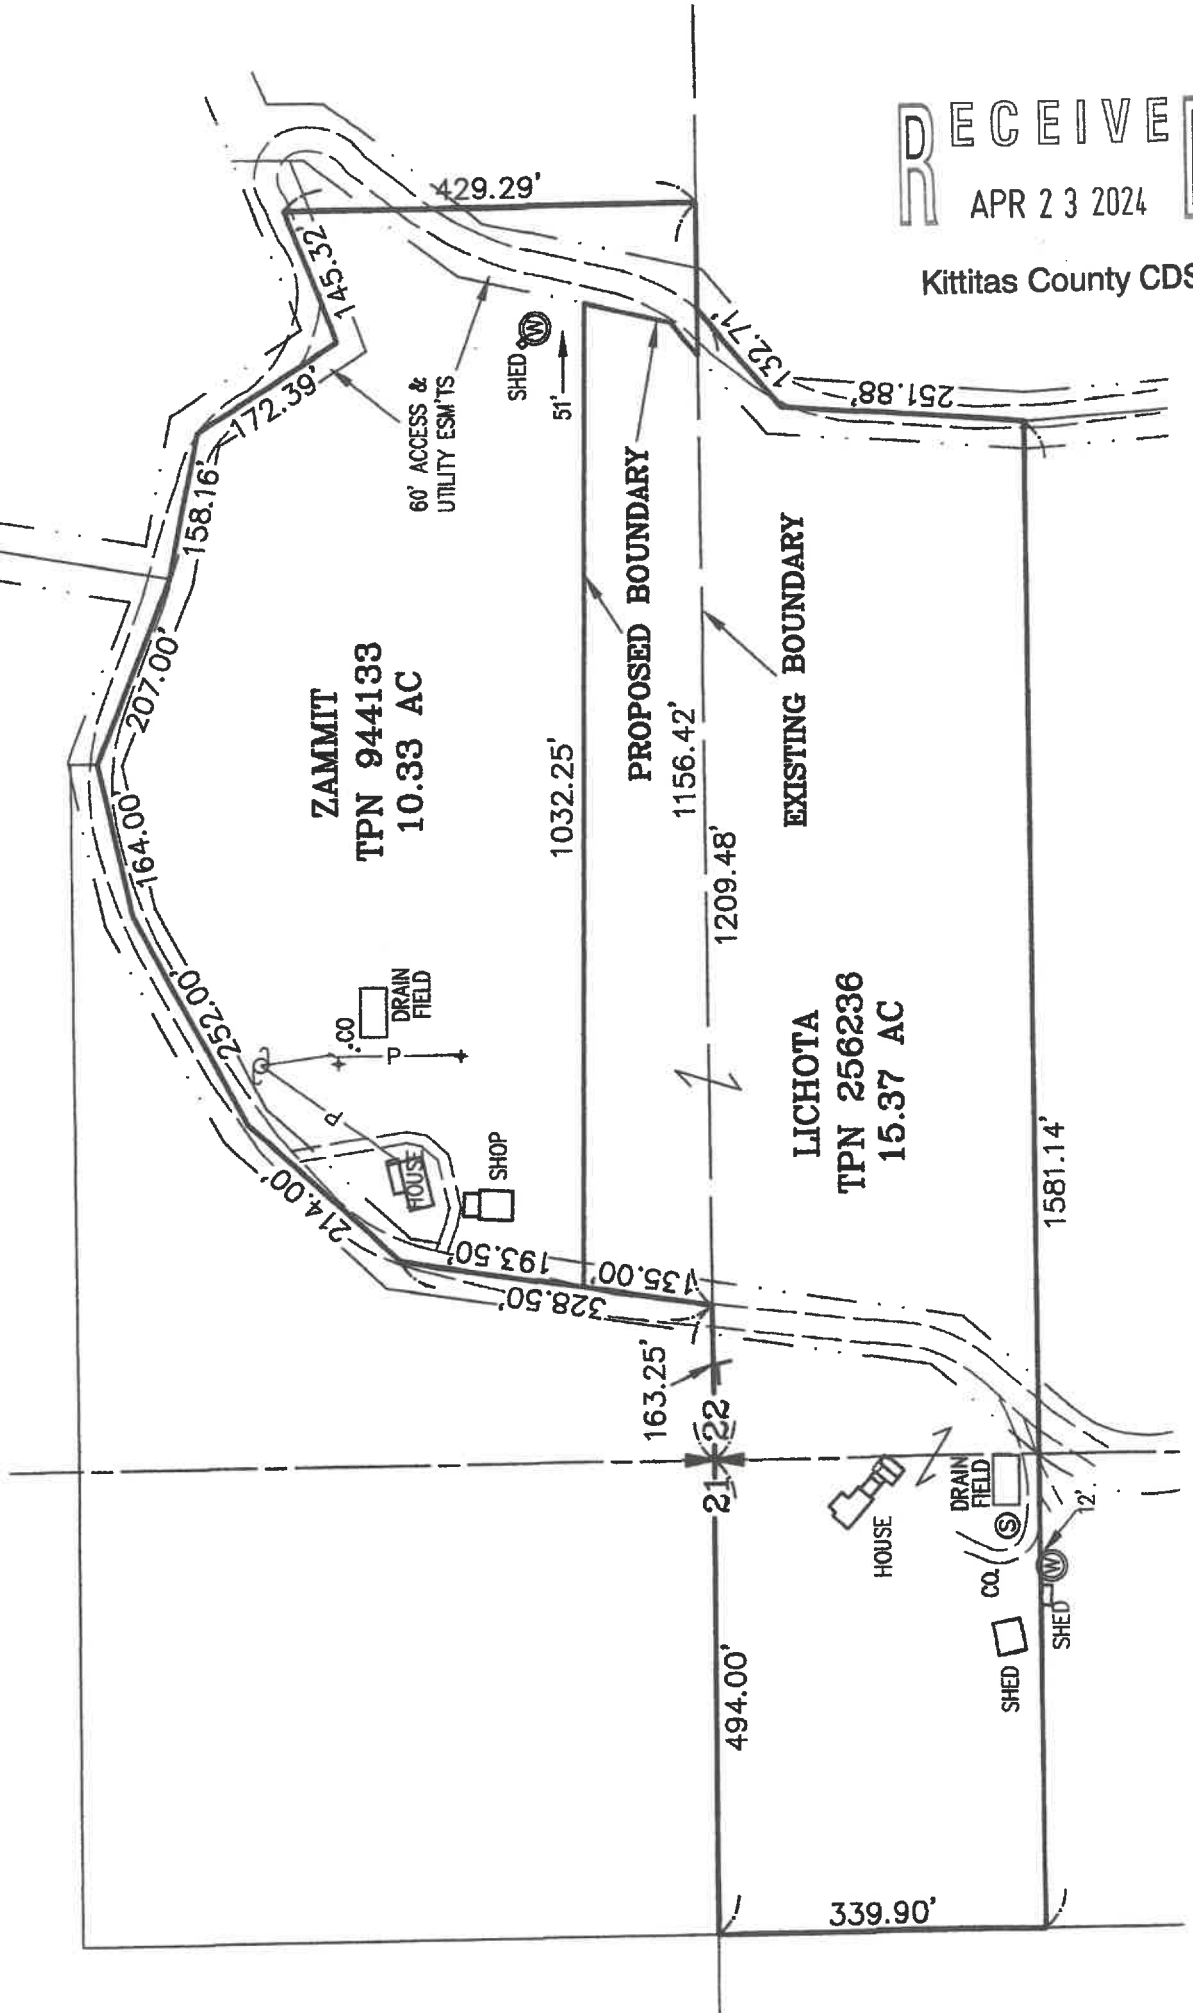 RECEIVED
APR 23 2024
Kittitas County CDS
429.29'
145.32'
172.39'
158.16'
207.00'
164.00'
252.00'
214.00'
193.50'
328.50'
135.00'
163.25'
132.71'
251.88'
60' ACCESS &
UTILITY ESM'TS
SHED
W
51'
ZAMMIT
TPN 944133
10.33 AC
1032.25'
PROPOSED BOUNDARY
1156.42'
1209.48'
EXISTING BOUNDARY
.CO
DRAIN
FIELD
P
P
HOUSE
SHOP
LICHOTA
TPN 256236
15.37 AC
1581.14'
22
21
HOUSE
DRAIN
FIELD
S
CO.
W
12'
SHED
SHED
494.00'
339.90'